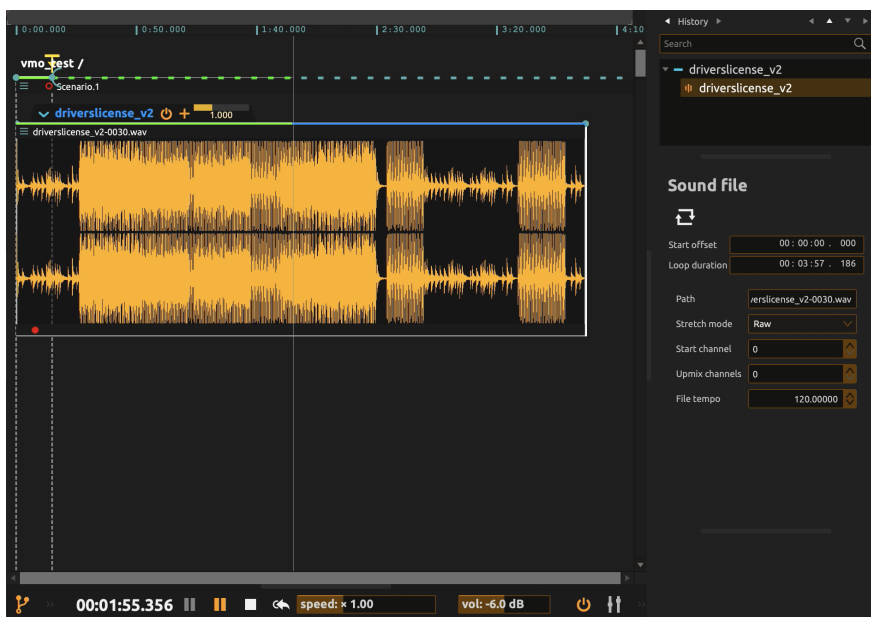 0:00.000 0:50.000 1:40.000 2:30.000 3:20.000 4:10
vmo_test /
Scenario.1
driverslicense_v2 1.000
driverslicense_v2-0030.wav
00:01:55.356 speed: × 1.00 vol: -6.0 dB
History
Search
driverslicense_v2
driverslicense_v2
Sound file
Start offset 00 : 00 : 00 . 000
Loop duration 00 : 03 : 57 . 186
Path verslicense_v2-0030.wav
Stretch mode Raw
Start channel 0
Upmix channels 0
File tempo 120.00000